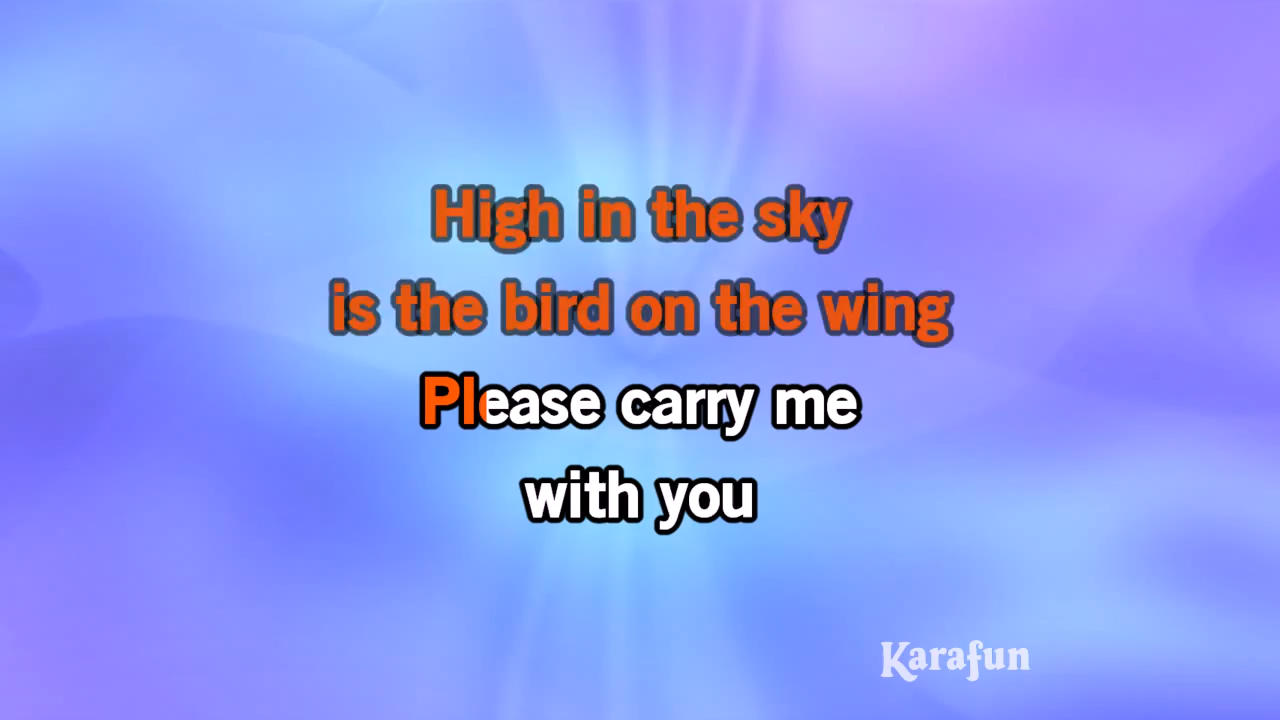 High in the sky
is the bird on the wing
Please carry me
with you
Karafun